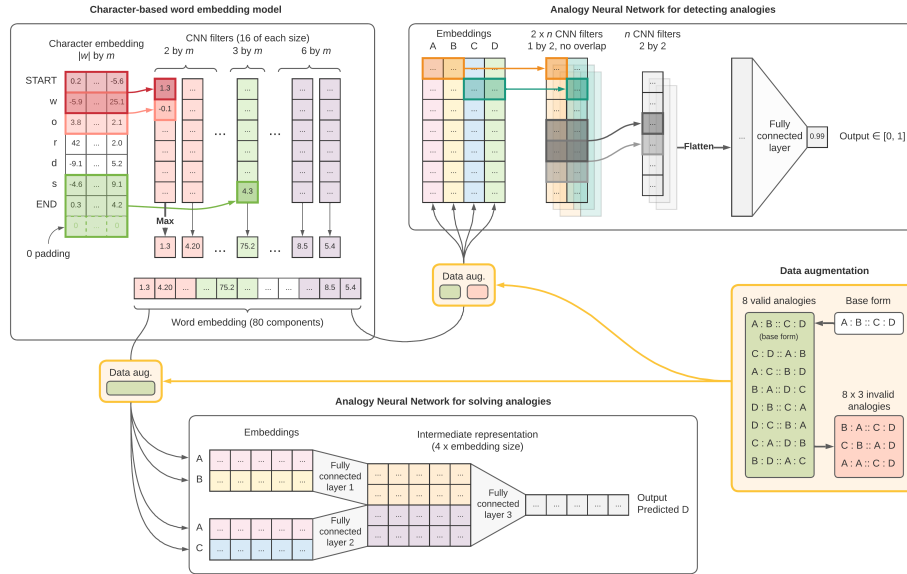 Character-based word embedding model
Character embedding
|w| by m
CNN filters (16 of each size)
2 by m
3 by m
6 by m
START
0.2 ... -5.6
w
-5.9 ... 25.1
o
3.8 ... 2.1
r
42 ... 2.0
d
-9.1 ... 5.2
s
-4.6 ... 9.1
END
0.3 ... 4.2
0 ... 0
0 padding
1.3
-0.1
...
...
...
4.3
Max
1.3 4.20 ... 75.2 ... 8.5 5.4
1.3 4.20 ... ... 75.2 ... ... ... ... 8.5 5.4
Word embedding (80 components)
Analogy Neural Network for detecting analogies
Embeddings
A B C D
2 x n CNN filters
1 by 2, no overlap
n CNN filters
2 by 2
... ... ... ...
... ... ... ...
... ... ... ...
... ... ... ...
... ... ... ...
... ... ... ...
... ... ... ...
Flatten
...
Fully
connected
layer
0.99
Output ∈ [0, 1]
Data aug.
Data aug.
Data augmentation
8 valid analogies
A : B :: C : D
(base form)
C : D :: A : B
A : C :: B : D
B : A :: D : C
D : B :: C : A
D : C :: B : A
C : A :: D : B
B : D :: A : C
Base form
A : B :: C : D
8 x 3 invalid
analogies
B : A :: C : D
C : B :: A : D
A : A :: C : D
Analogy Neural Network for solving analogies
Embeddings
Intermediate representation
(4 x embedding size)
A ... ... ... ... ...
B ... ... ... ... ...
Fully
connected
layer 1
A ... ... ... ... ...
C ... ... ... ... ...
Fully
connected
layer 2
... ... ... ... ...
... ... ... ... ...
... ... ... ... ...
... ... ... ... ...
Fully
connected
layer 3
... ... ... ... ...
Output
Predicted D